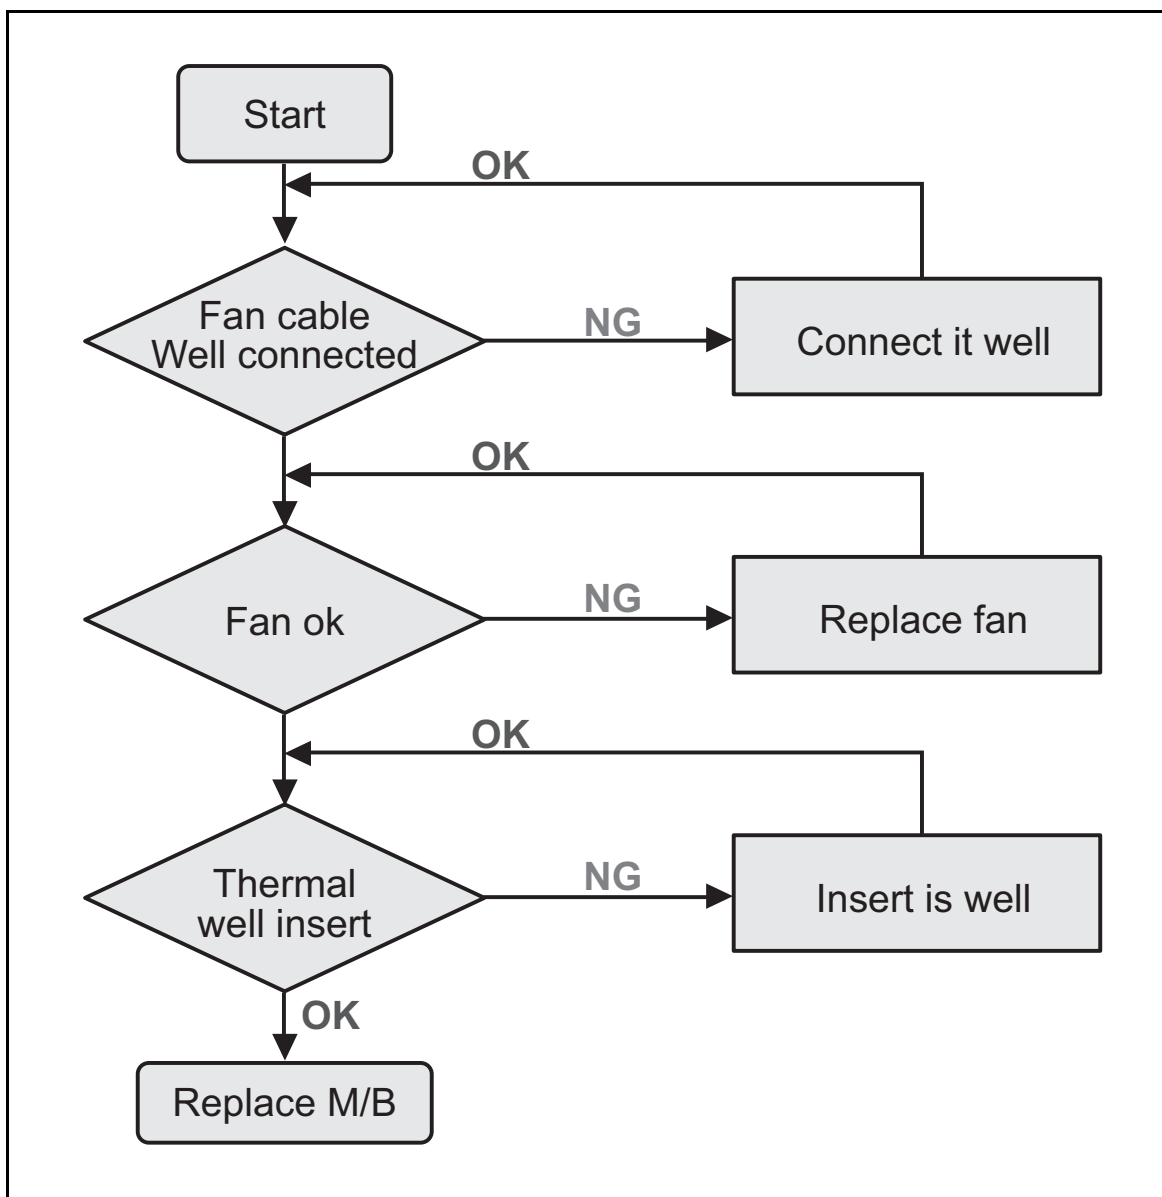 Start
OK
Fan cable
Well connected
NG
Connect it well
OK
Fan ok
NG
Replace fan
OK
Thermal
well insert
NG
Insert is well
OK
Replace M/B